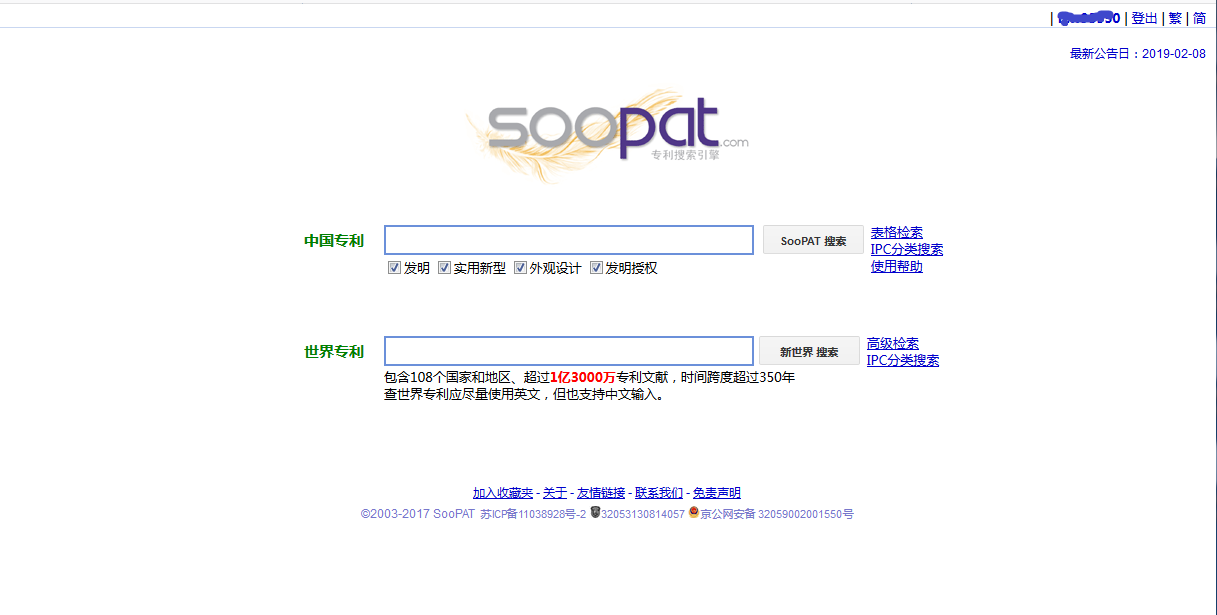 | 登出 | 繁 | 简
最新公告日：2019-02-08
soopat.com
专利搜索引擎
中国专利 SooPAT 搜索 表格检索
IPC分类搜索
发明 实用新型 外观设计 发明授权 使用帮助
世界专利 新世界 搜索 高级检索
IPC分类搜索
包含108个国家和地区、超过1亿3000万专利文献，时间跨度超过350年
查世界专利应尽量使用英文，但也支持中文输入。
加入收藏夹 - 关于 - 友情链接 - 联系我们 - 免责声明
©2003-2017 SooPAT 苏ICP备11038928号-2 32053130814057 京公网安备 32059002001550号